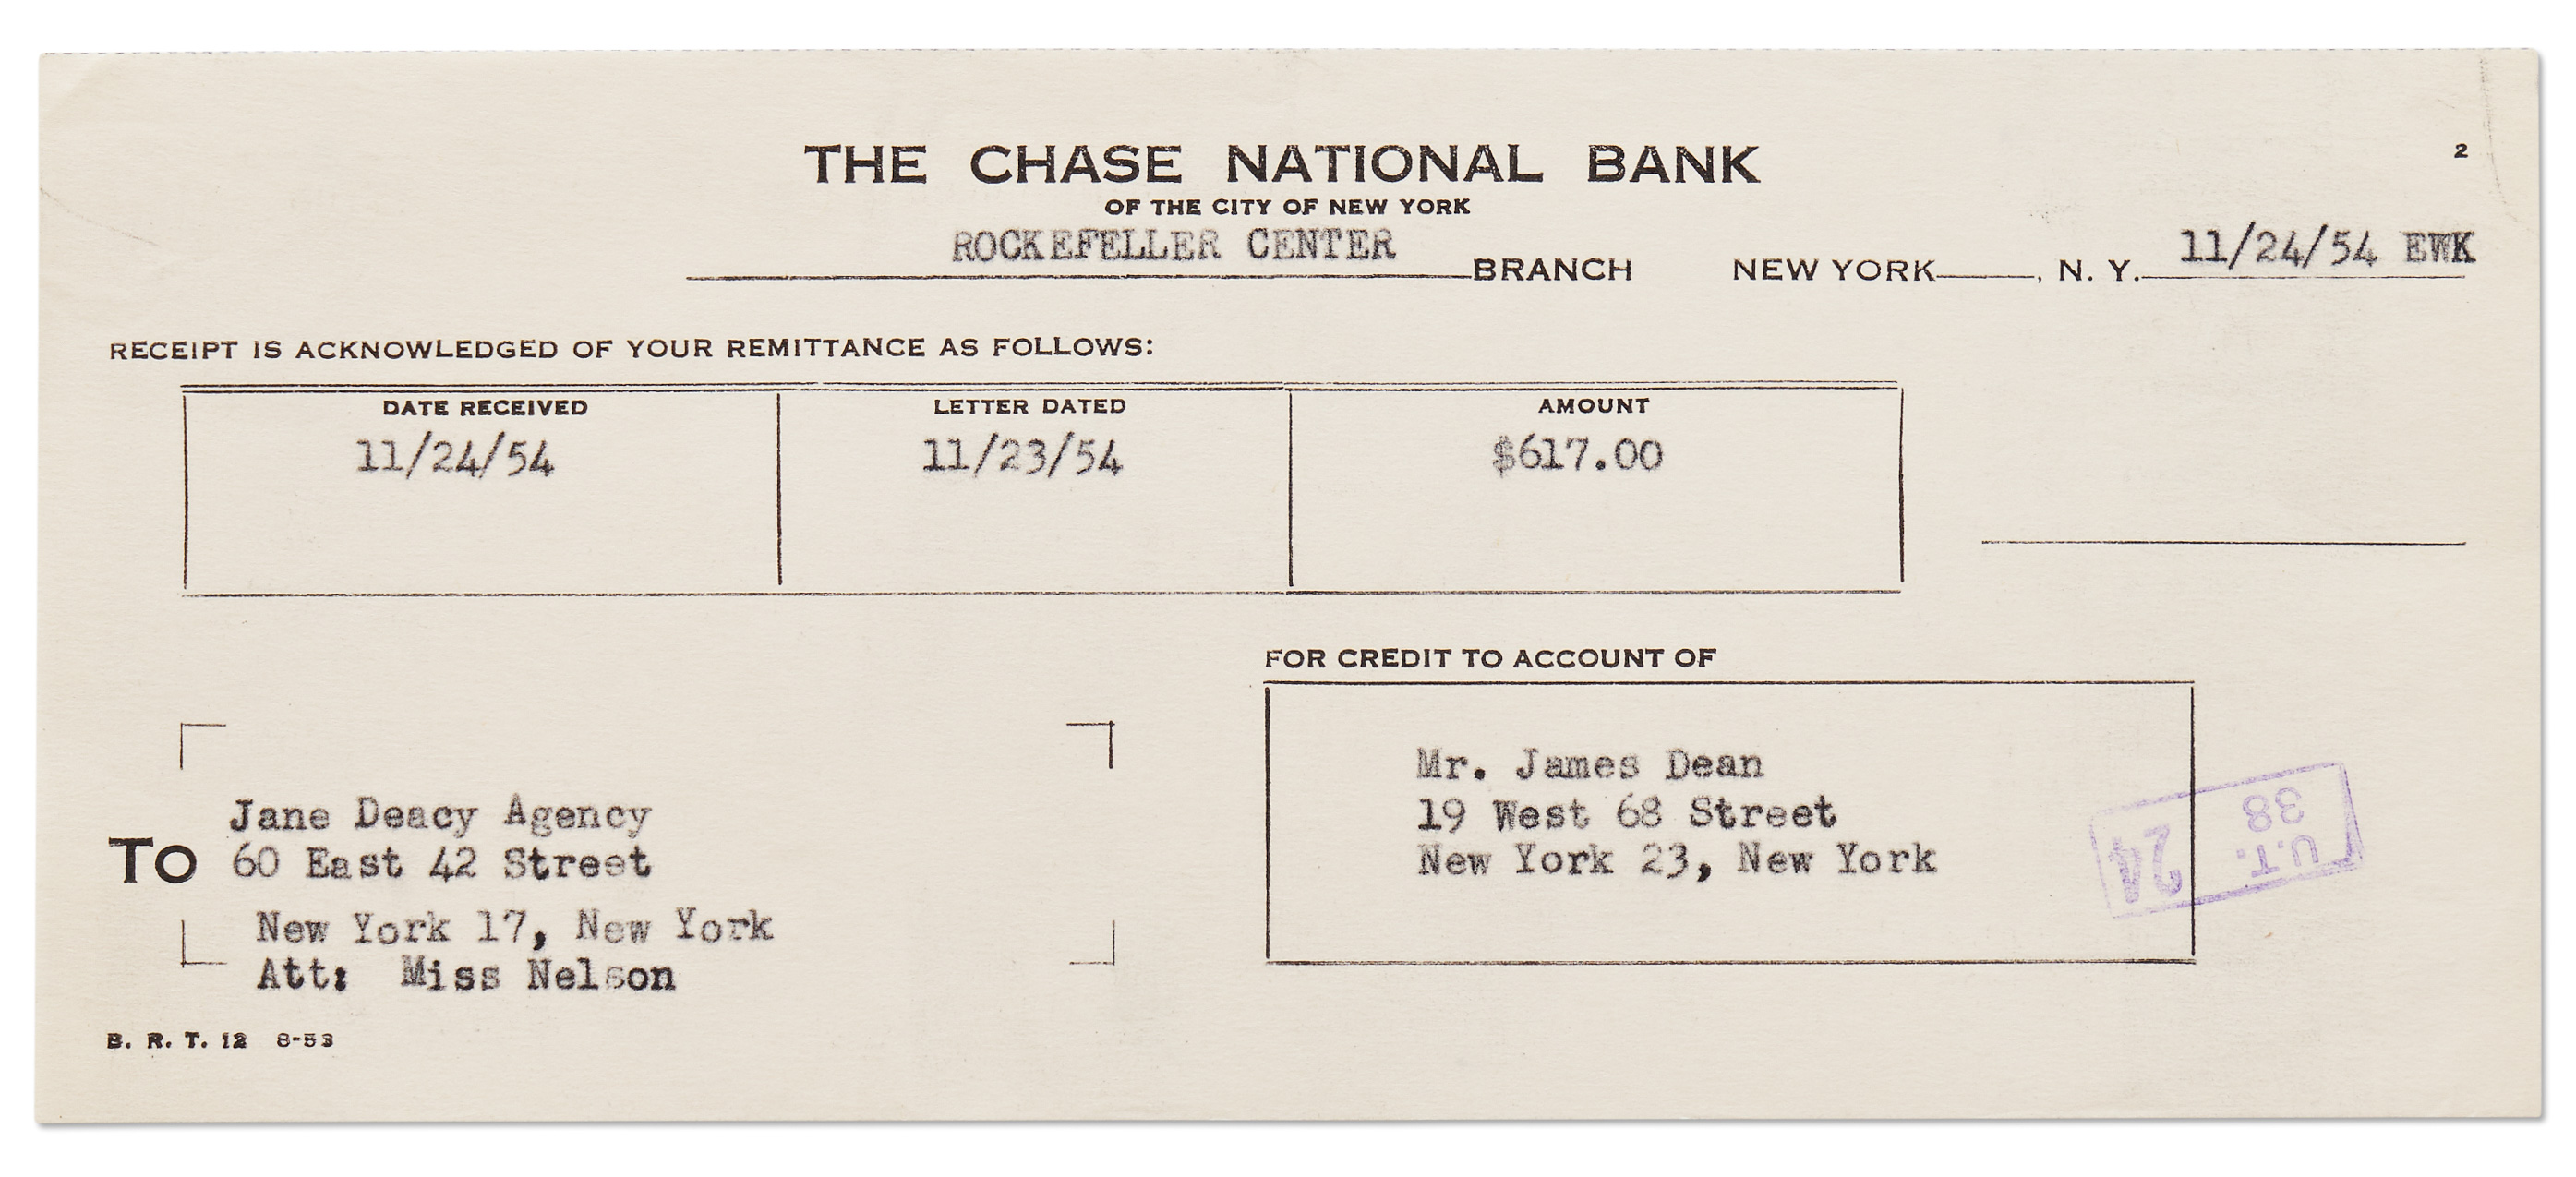 THE CHASE NATIONAL BANK
2
OF THE CITY OF NEW YORK
ROCKEFELLER CENTER BRANCH NEW YORK , N. Y. 11/24/54 EWK
RECEIPT IS ACKNOWLEDGED OF YOUR REMITTANCE AS FOLLOWS:
DATE RECEIVED LETTER DATED AMOUNT
11/24/54 11/23/54 $617.00
FOR CREDIT TO ACCOUNT OF
Mr. James Dean
19 West 68 Street
New York 23, New York
TO
Jane Deacy Agency
60 East 42 Street
New York 17, New York
Att: Miss Nelson
U.T. 24
38
B. R. T. 12 8-53